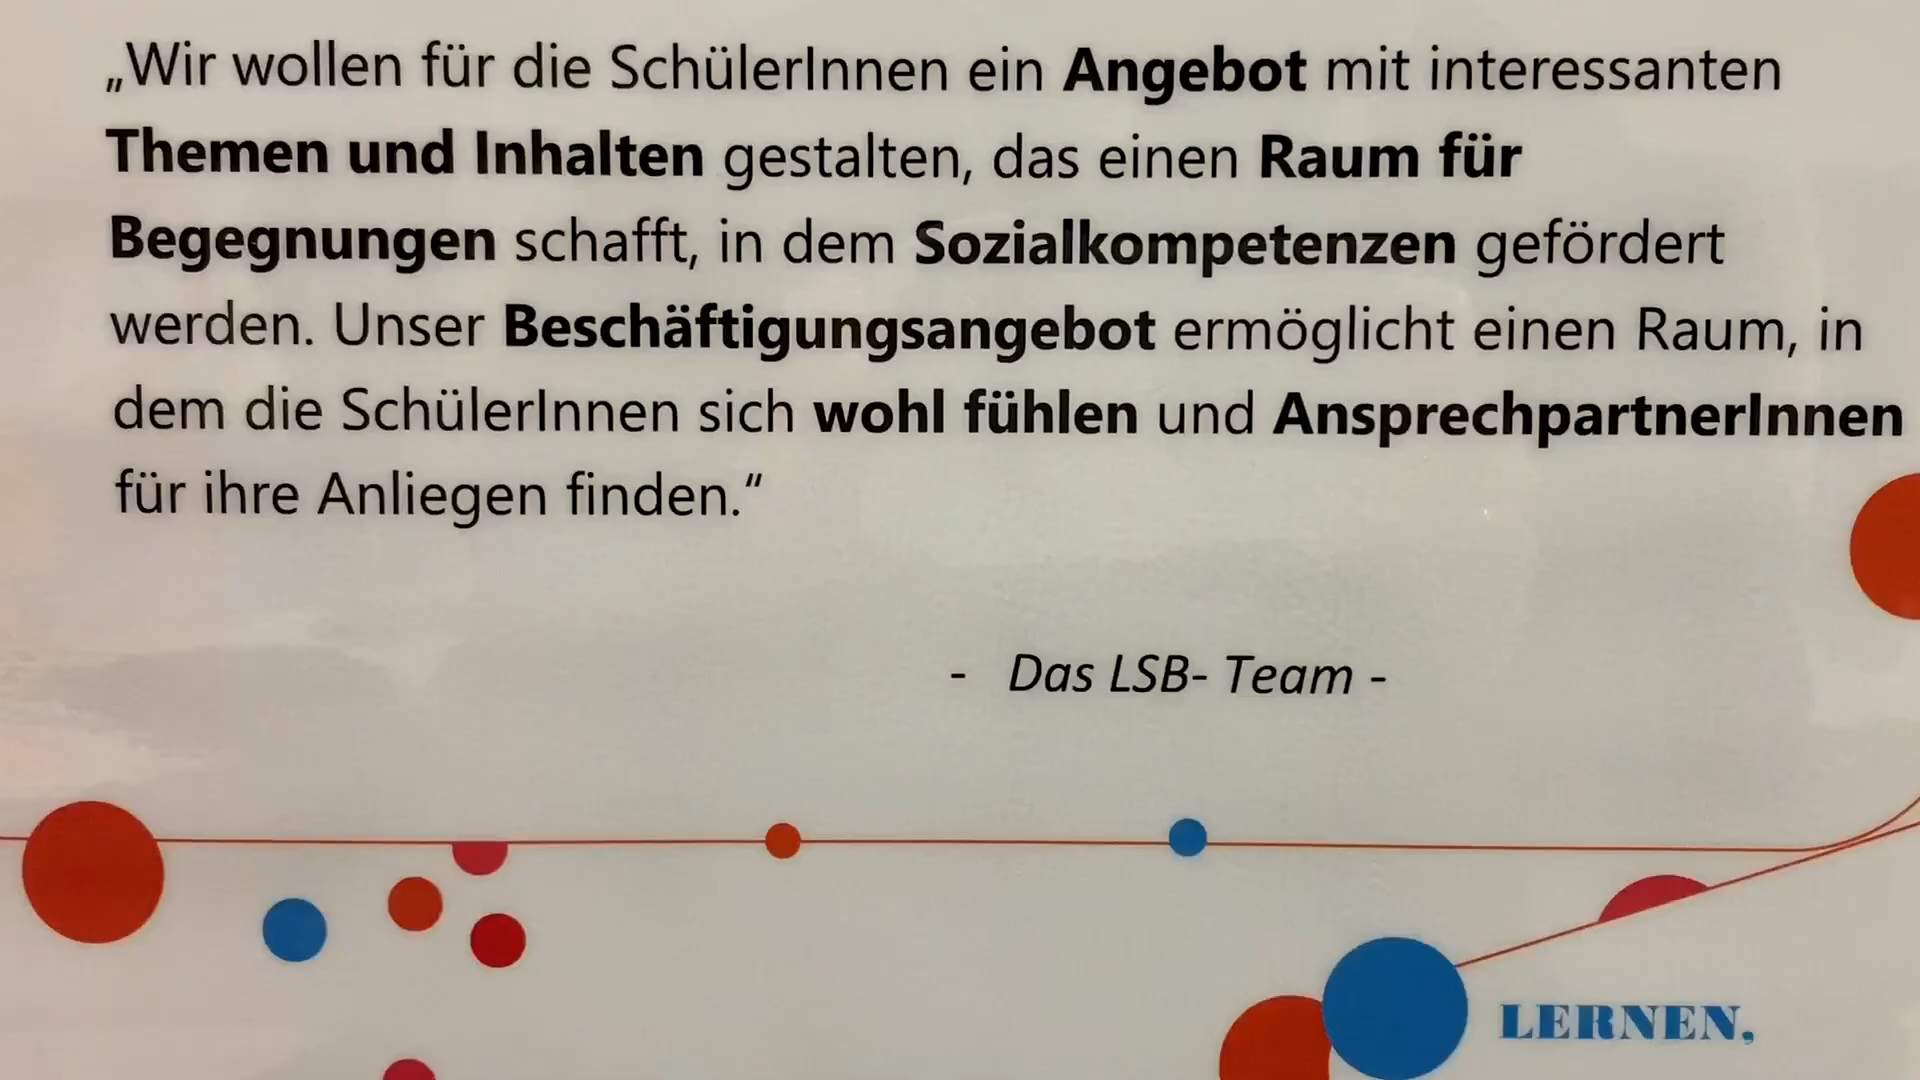 „Wir wollen für die SchülerInnen ein Angebot mit interessanten
Themen und Inhalten gestalten, das einen Raum für
Begegnungen schafft, in dem Sozialkompetenzen gefördert
werden. Unser Beschäftigungsangebot ermöglicht einen Raum, in
dem die SchülerInnen sich wohl fühlen und AnsprechpartnerInnen
für ihre Anliegen finden.“
- Das LSB- Team -
LERNEN,